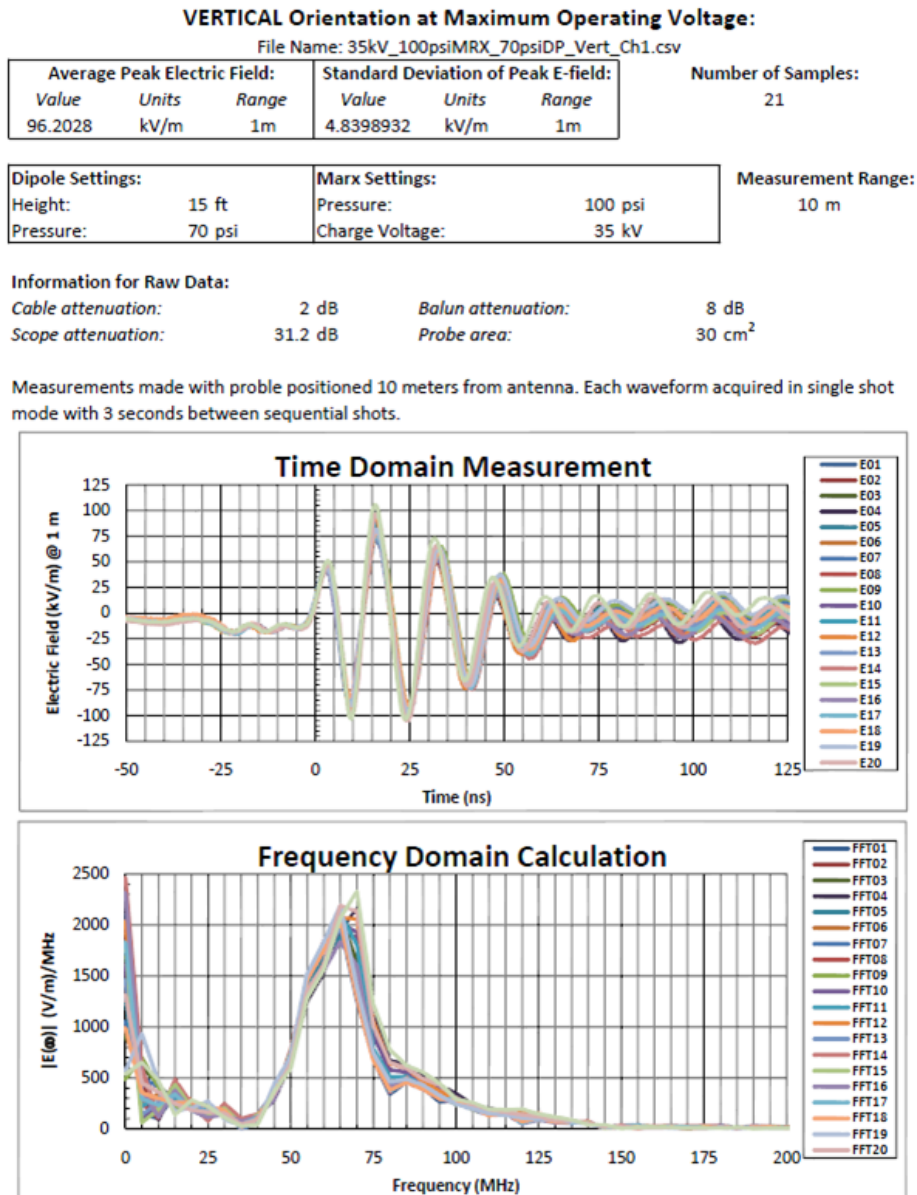 VERTICAL Orientation at Maximum Operating Voltage:
File Name: 35kV_100psiMRX_70psiDP_Vert_Ch1.csv
Average Peak Electric Field: Standard Deviation of Peak E-field: Number of Samples:
Value Units Range Value Units Range 21
96.2028 kV/m 1m 4.8398932 kV/m 1m
Dipole Settings: Marx Settings: Measurement Range:
Height: 15 ft Pressure: 100 psi 10 m
Pressure: 70 psi Charge Voltage: 35 kV
Information for Raw Data:
Cable attenuation: 2 dB Balun attenuation: 8 dB
Scope attenuation: 31.2 dB Probe area: 30 cm²
Measurements made with proble positioned 10 meters from antenna. Each waveform acquired in single shot
mode with 3 seconds between sequential shots.
Time Domain Measurement
Electric Field (kV/m) @ 1 m
125
100
75
50
25
0
-25
-50
-75
-100
-125
-50 -25 0 25 50 75 100 125
Time (ns)
E01
E02
E03
E04
E05
E06
E07
E08
E09
E10
E11
E12
E13
E14
E15
E16
E17
E18
E19
E20
Frequency Domain Calculation
|E(ω)| (V/m)/MHz
2500
2000
1500
1000
500
0
0 25 50 75 100 125 150 175 200
Frequency (MHz)
FFT01
FFT02
FFT03
FFT04
FFT05
FFT06
FFT07
FFT08
FFT09
FFT10
FFT11
FFT12
FFT13
FFT14
FFT15
FFT16
FFT17
FFT18
FFT19
FFT20